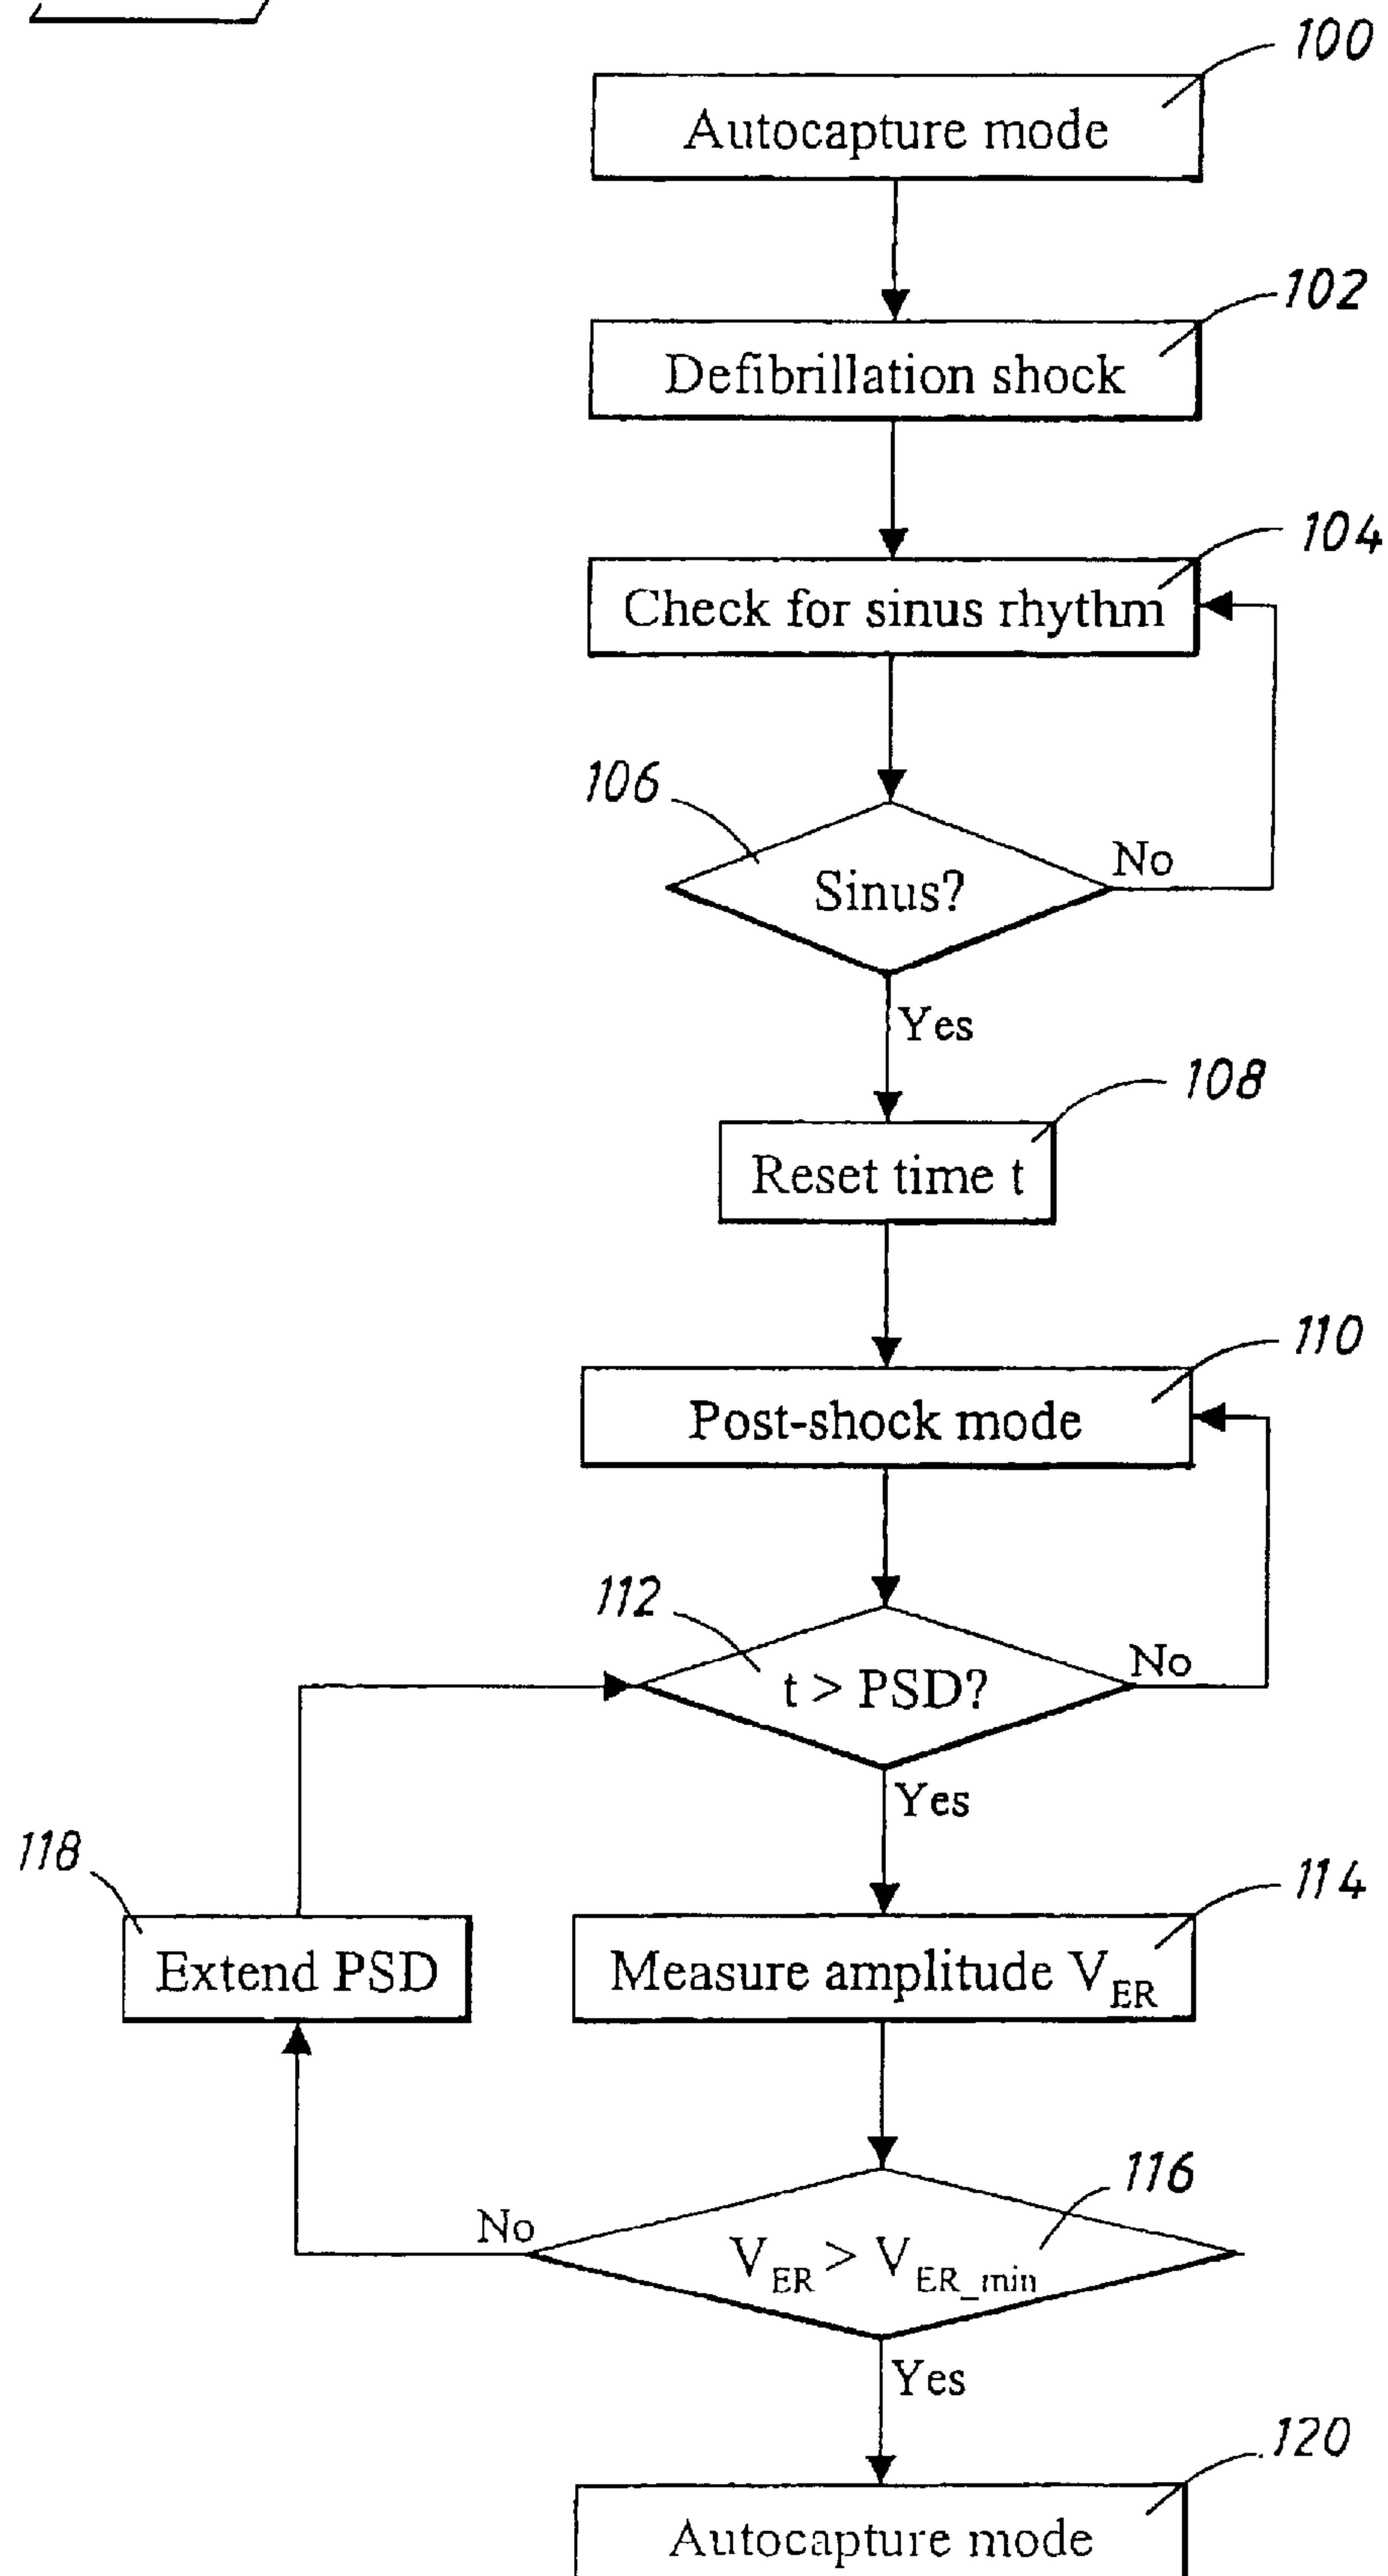 100
Autocapture mode
102
Defibrillation shock
104
Check for sinus rhythm
106
Sinus?
No
Yes
108
Reset time t
110
Post-shock mode
112
t > PSD?
No
Yes
118
Extend PSD
114
Measure amplitude V_ER
116
No
V_ER > V_ER_min
Yes
120
Autocapture mode